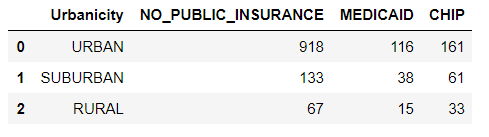 Urbanicity NO_PUBLIC_INSURANCE MEDICAID CHIP
0 URBAN 918 116 161
1 SUBURBAN 133 38 61
2 RURAL 67 15 33